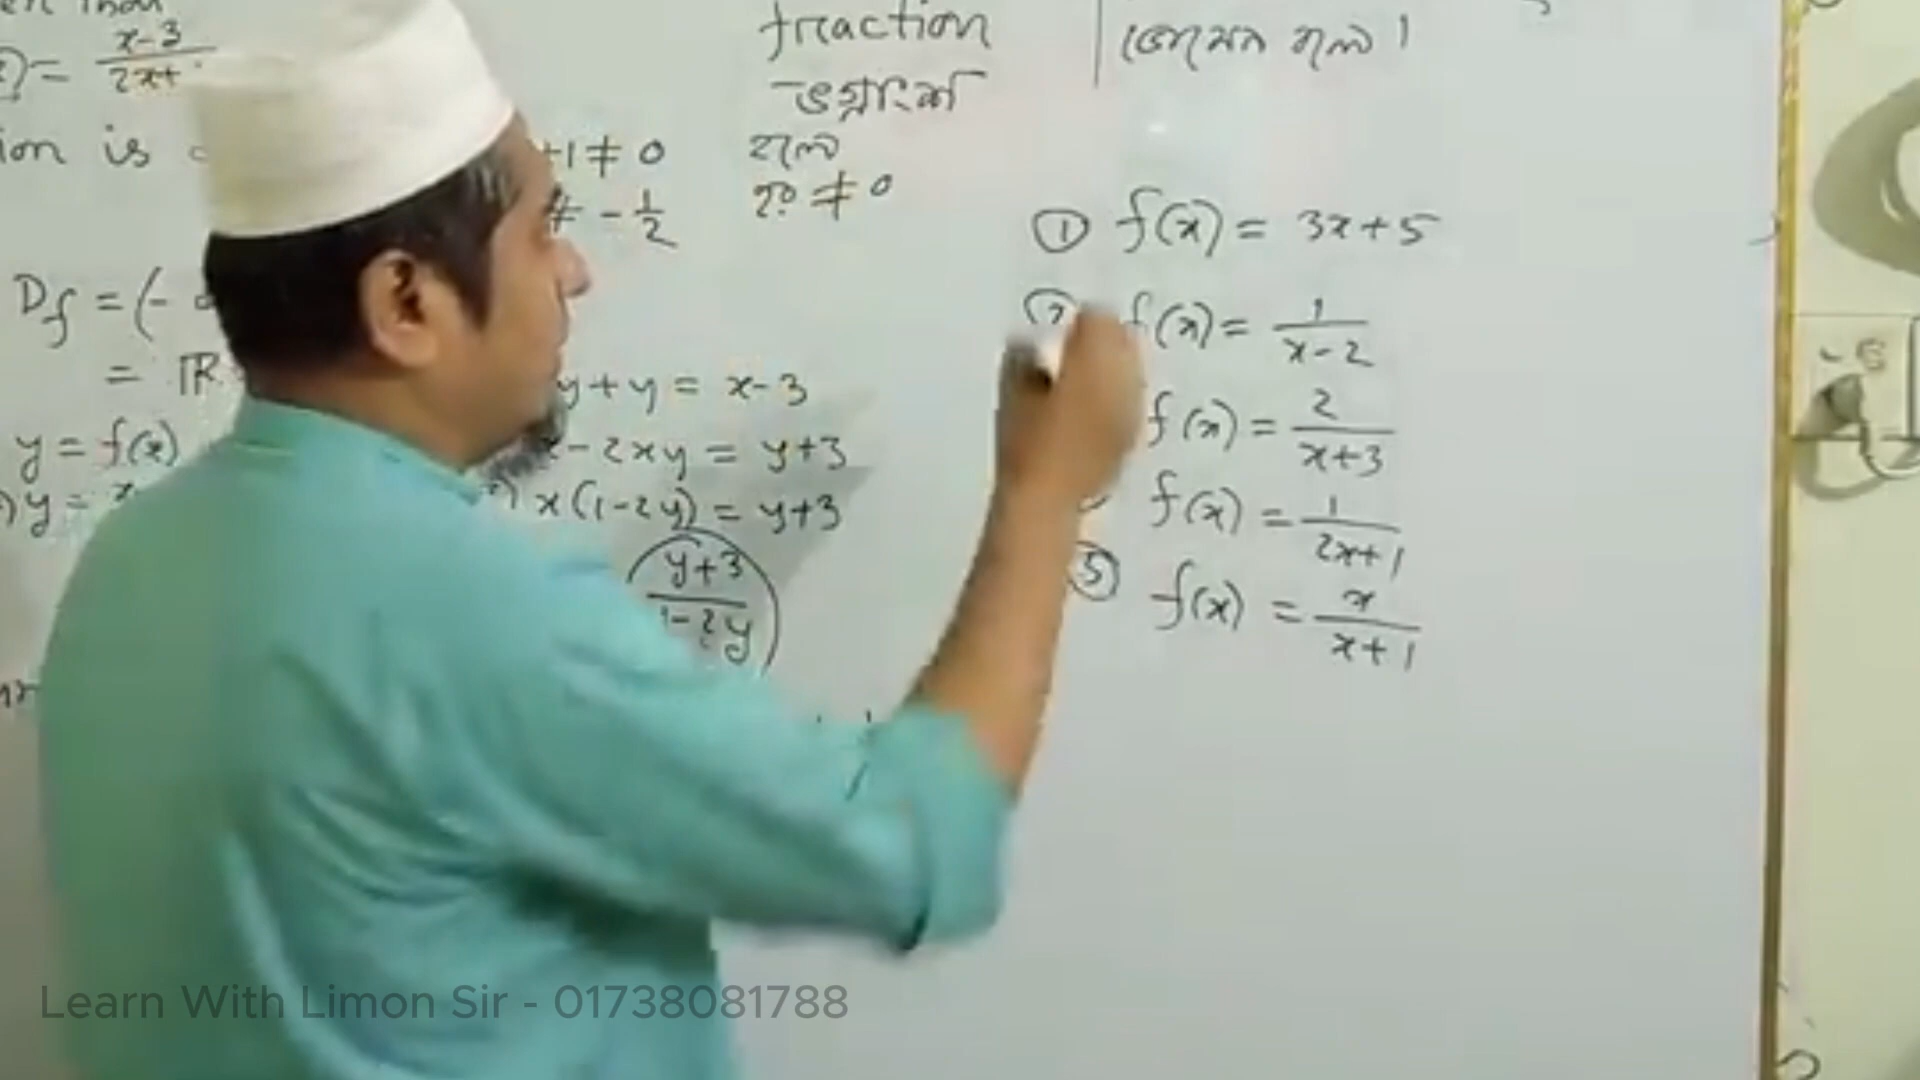 x-3
2x+
ion is
+1 ≠ 0
≠ -1/2
Df = (-
= IR
y = f(x)
y+y = x-3
-2xy = y+3
x(1-2y) = y+3
y+3
1-2y
fraction
ভগ্নাংশ
হলে
হর ≠ 0
① f(x) = 3x+5
② f(x) = 1/(x-2)
f(x) = 2/(x+3)
f(x) = 1/(2x+1)
⑤ f(x) = x/(x+1)
Learn With Limon Sir - 01738081788